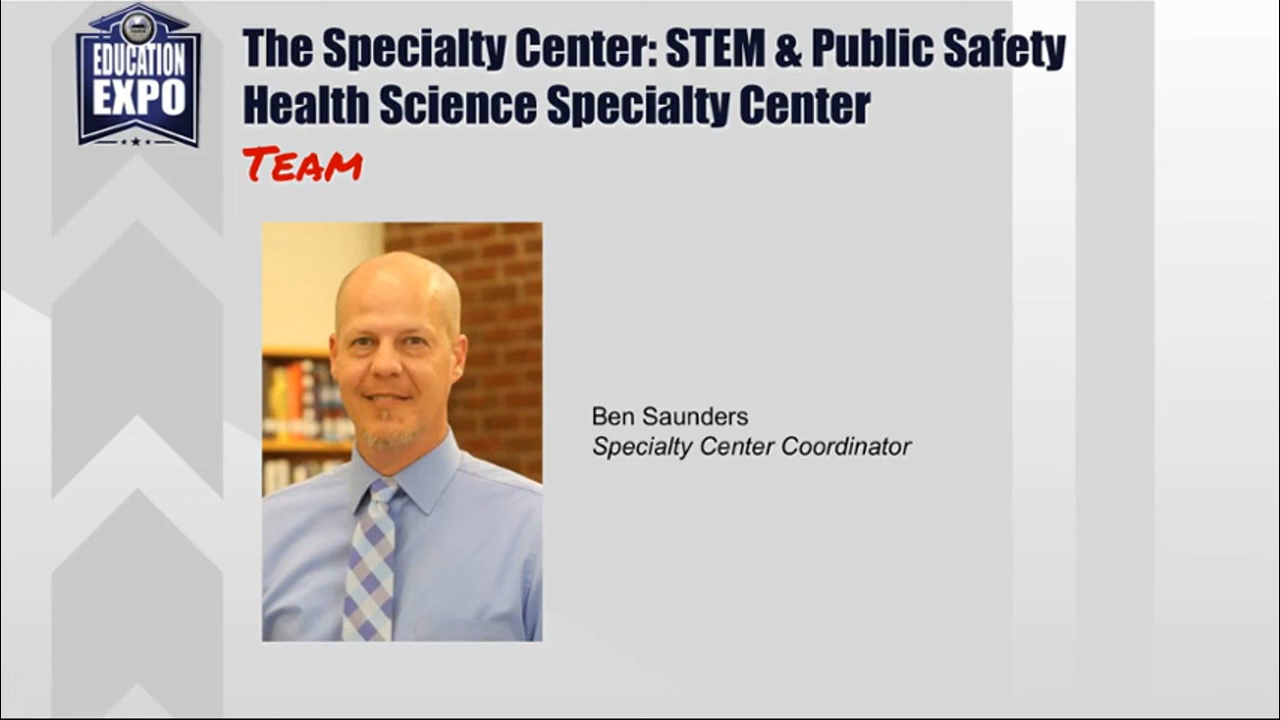 EDUCATION
EXPO
The Specialty Center: STEM & Public Safety
Health Science Specialty Center
TEAM
Ben Saunders
Specialty Center Coordinator